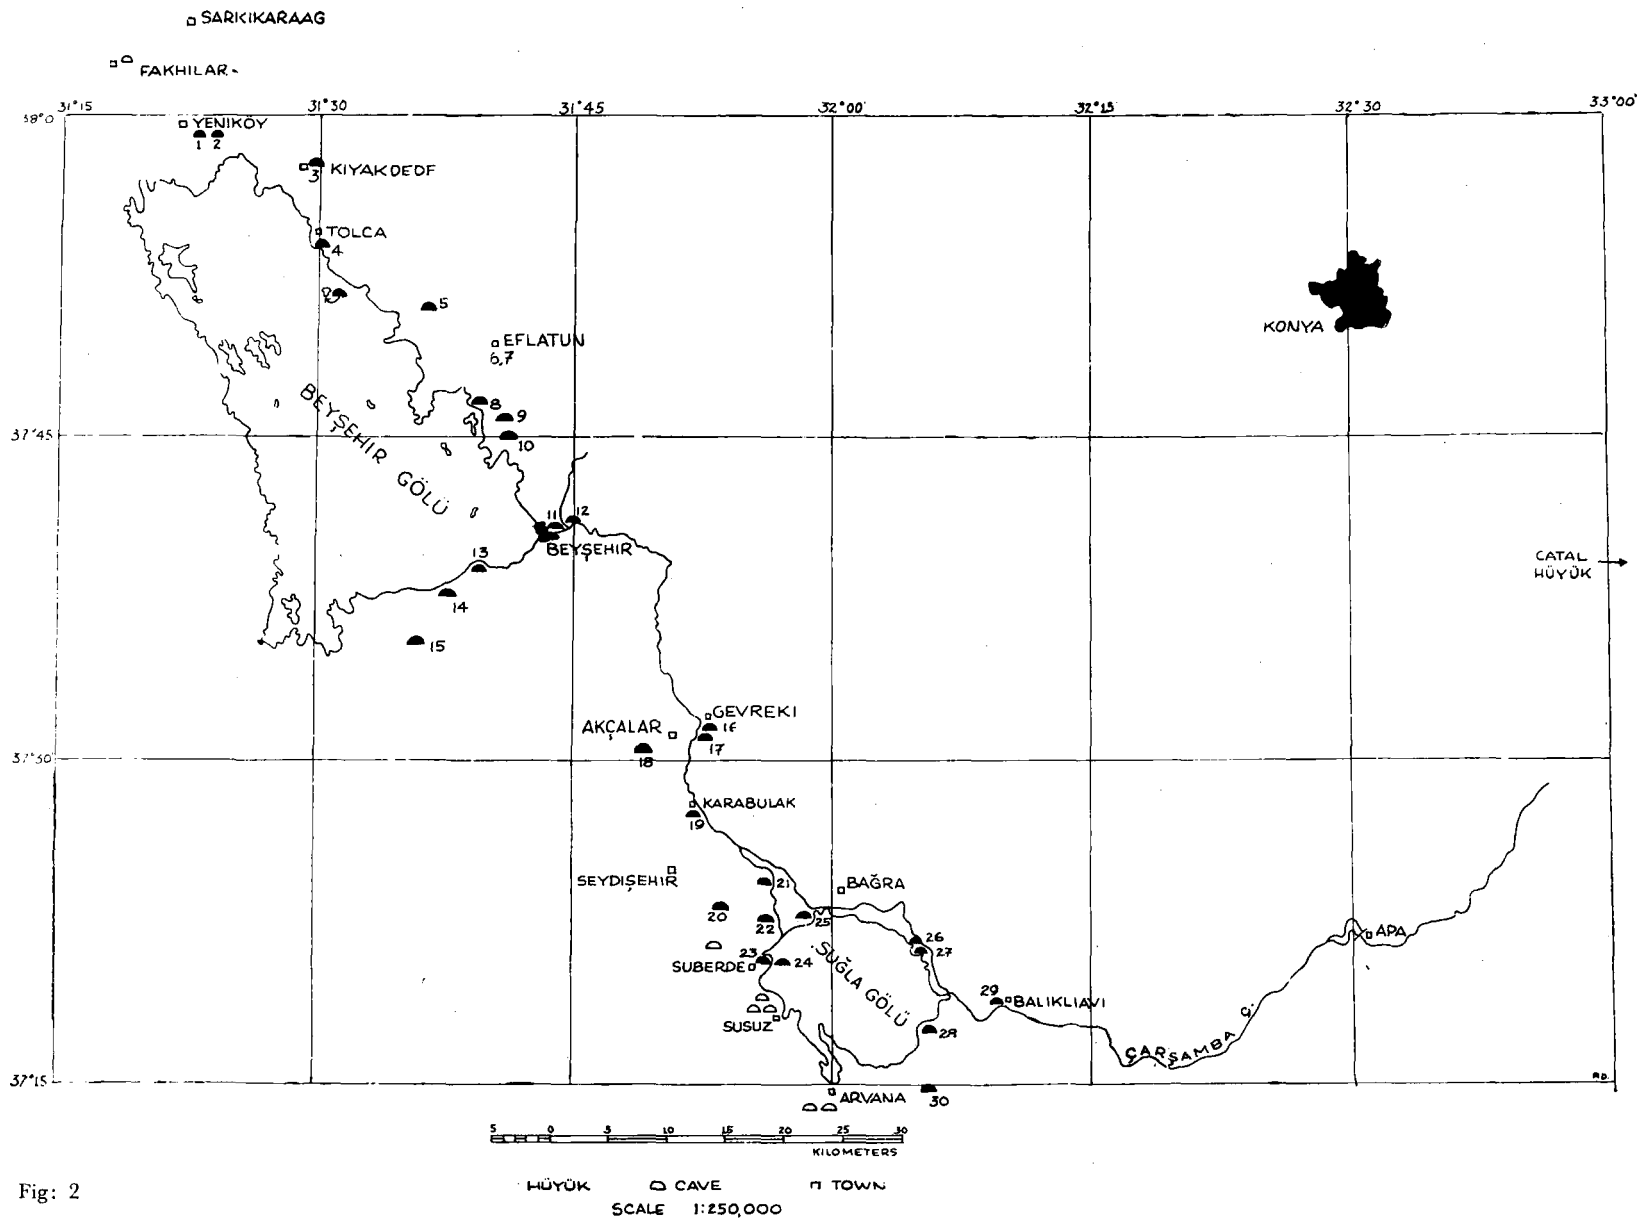 SARKIKARAAG
FAKHILAR
31°15 31°30 31°45 32°00 32°15 32°30 33°00'
38°0
YENIKÖY
1 2
3 KIYAKDEDF
TOLCA
4
5
EFLATUN
6,7
KONYA
BEYŞEHIR GÖLÜ
8
9
37°45
10
11 12
BEYŞEHIR
13
CATAL
HÜYÜK
14
15
GEVREKI
AKÇALAR
16
17
18
37°30
KARABULAK
19
SEYDIŞEHIR
21
BAĞRA
20
22
25
26
27
APA
23
24
SUBERDE
SUĞLA GÖLÜ
29
BALIKLIAVI
SUSUZ
28
ÇARŞAMBA Ç.
37°15
R.D.
ARVANA
30
5 0 5 10 15 20 25 30
KILOMETERS
HÜYÜK CAVE TOWN
SCALE 1:250,000
Fig: 2